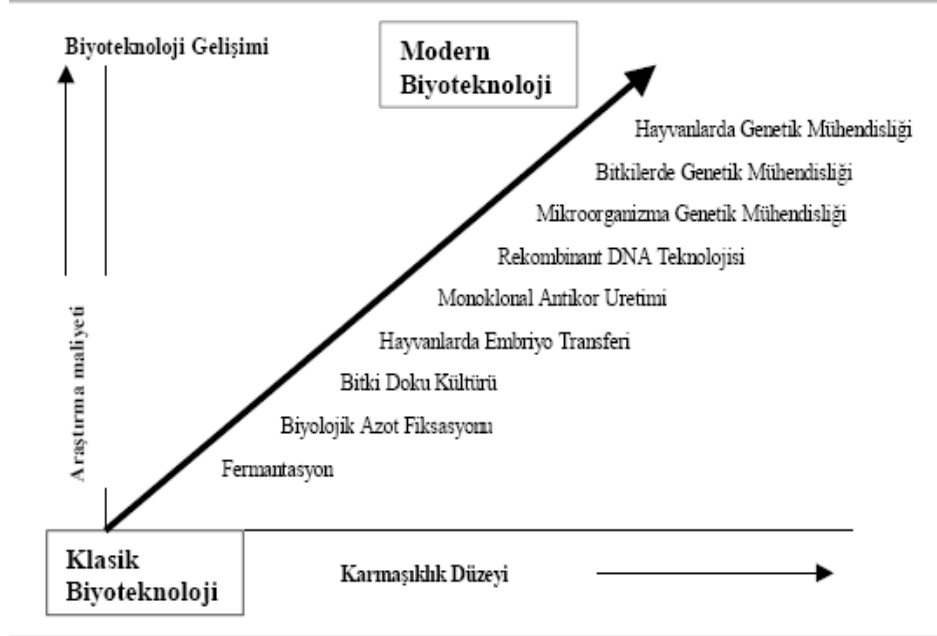 Biyoteknoloji Gelişimi
Modern
Biyoteknoloji
Hayvanlarda Genetik Mühendisliği
Bitkilerde Genetik Mühendisliği
Mikroorganizma Genetik Mühendisliği
Rekombinant DNA Teknolojisi
Monoklonal Antikor Uretimi
Hayvanlarda Embriyo Transferi
Bitki Doku Kültürü
Biyolojik Azot Fiksasyonu
Fermantasyon
Araştırma maliyeti
Klasik
Biyoteknoloji
Karmaşıklık Düzeyi